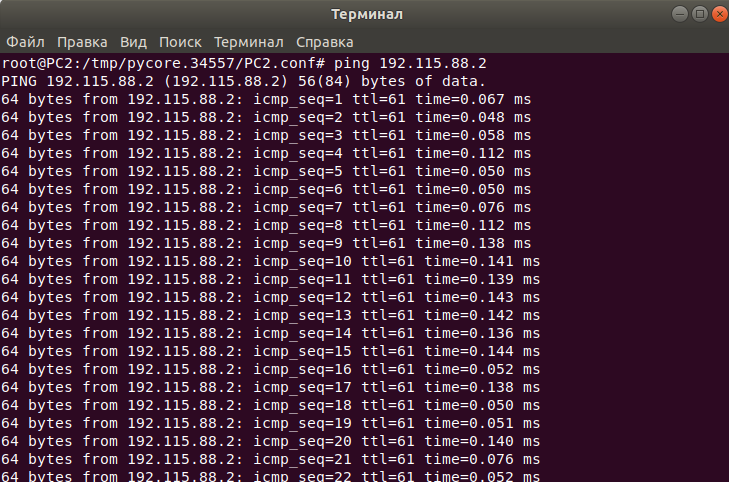 Терминал
Файл Правка Вид Поиск Терминал Справка
root@PC2:/tmp/pycore.34557/PC2.conf# ping 192.115.88.2
PING 192.115.88.2 (192.115.88.2) 56(84) bytes of data.
64 bytes from 192.115.88.2: icmp_seq=1 ttl=61 time=0.067 ms
64 bytes from 192.115.88.2: icmp_seq=2 ttl=61 time=0.048 ms
64 bytes from 192.115.88.2: icmp_seq=3 ttl=61 time=0.058 ms
64 bytes from 192.115.88.2: icmp_seq=4 ttl=61 time=0.112 ms
64 bytes from 192.115.88.2: icmp_seq=5 ttl=61 time=0.050 ms
64 bytes from 192.115.88.2: icmp_seq=6 ttl=61 time=0.050 ms
64 bytes from 192.115.88.2: icmp_seq=7 ttl=61 time=0.076 ms
64 bytes from 192.115.88.2: icmp_seq=8 ttl=61 time=0.112 ms
64 bytes from 192.115.88.2: icmp_seq=9 ttl=61 time=0.138 ms
64 bytes from 192.115.88.2: icmp_seq=10 ttl=61 time=0.141 ms
64 bytes from 192.115.88.2: icmp_seq=11 ttl=61 time=0.139 ms
64 bytes from 192.115.88.2: icmp_seq=12 ttl=61 time=0.143 ms
64 bytes from 192.115.88.2: icmp_seq=13 ttl=61 time=0.142 ms
64 bytes from 192.115.88.2: icmp_seq=14 ttl=61 time=0.136 ms
64 bytes from 192.115.88.2: icmp_seq=15 ttl=61 time=0.144 ms
64 bytes from 192.115.88.2: icmp_seq=16 ttl=61 time=0.052 ms
64 bytes from 192.115.88.2: icmp_seq=17 ttl=61 time=0.138 ms
64 bytes from 192.115.88.2: icmp_seq=18 ttl=61 time=0.050 ms
64 bytes from 192.115.88.2: icmp_seq=19 ttl=61 time=0.051 ms
64 bytes from 192.115.88.2: icmp_seq=20 ttl=61 time=0.140 ms
64 bytes from 192.115.88.2: icmp_seq=21 ttl=61 time=0.076 ms
64 bytes from 192.115.88.2: icmp_seq=22 ttl=61 time=0.052 ms